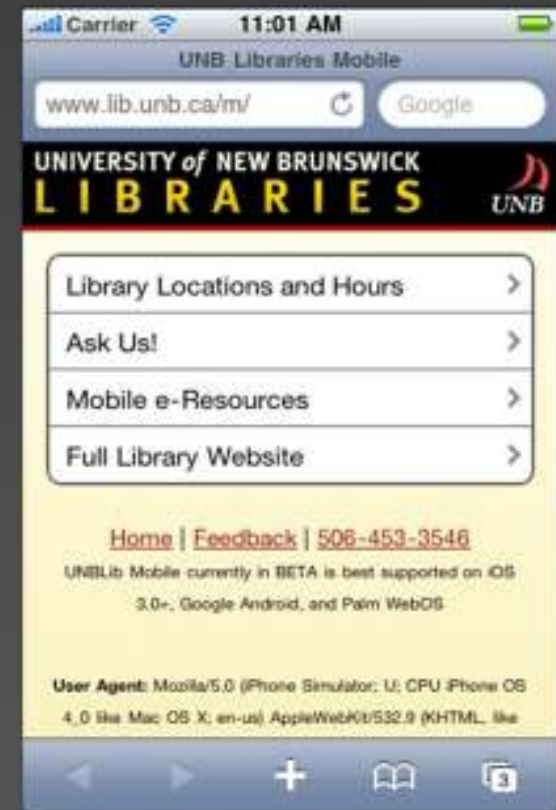 Carrier 11:01 AM
UNB Libraries Mobile
www.lib.unb.ca/m/ Google
UNIVERSITY of NEW BRUNSWICK
LIBRARIES UNB
Library Locations and Hours
Ask Us!
Mobile e-Resources
Full Library Website
Home | Feedback | 506-453-3546
UNBLib Mobile currently in BETA is best supported on iOS
3.0+, Google Android, and Palm WebOS
User Agent: Mozilla/5.0 (iPhone Simulator; U; CPU iPhone OS
4_0 like Mac OS X; en-us) AppleWebKit/532.9 (KHTML, like
3